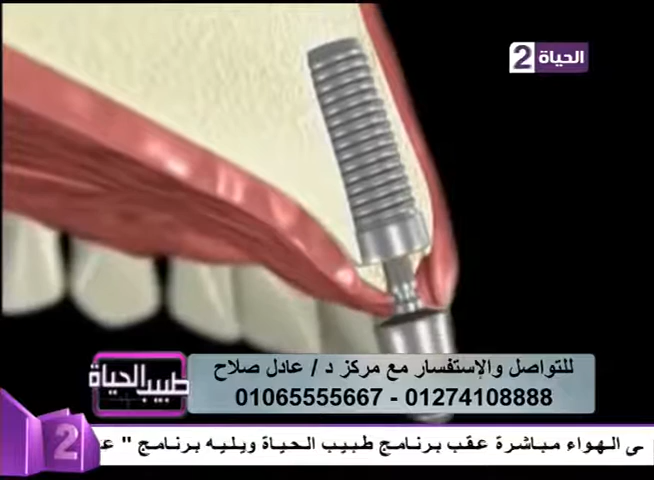 الحياة 2
للتواصل والإستفسار مع مركز د / عادل صلاح
01065555667 - 01274108888
طبيب الحياة
2
ى الهواء مباشرة عقب برنامج طبيب الحياة ويليه برنامج " عـ